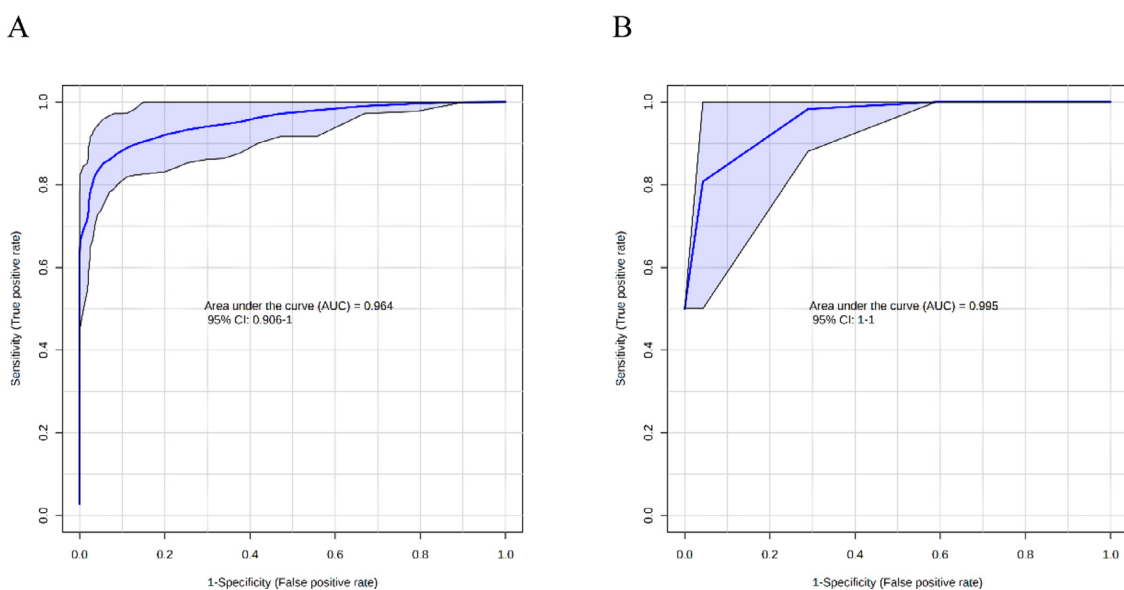 A
B
1.0
0.8
0.6
0.4
0.2
0.0
Sensitivity (True positive rate)
Area under the curve (AUC) = 0.964
95% CI: 0.906-1
0.0 0.2 0.4 0.6 0.8 1.0
1-Specificity (False positive rate)
1.0
0.8
0.6
0.4
0.2
0.0
Sensitivity (True positive rate)
Area under the curve (AUC) = 0.995
95% CI: 1-1
0.0 0.2 0.4 0.6 0.8 1.0
1-Specificity (False positive rate)